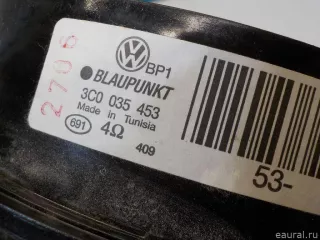 BP1
BLAUPUNKT
3C0 035 453
Made in Tunisia
691 4Ω 409
53-
2706
eaural.ru